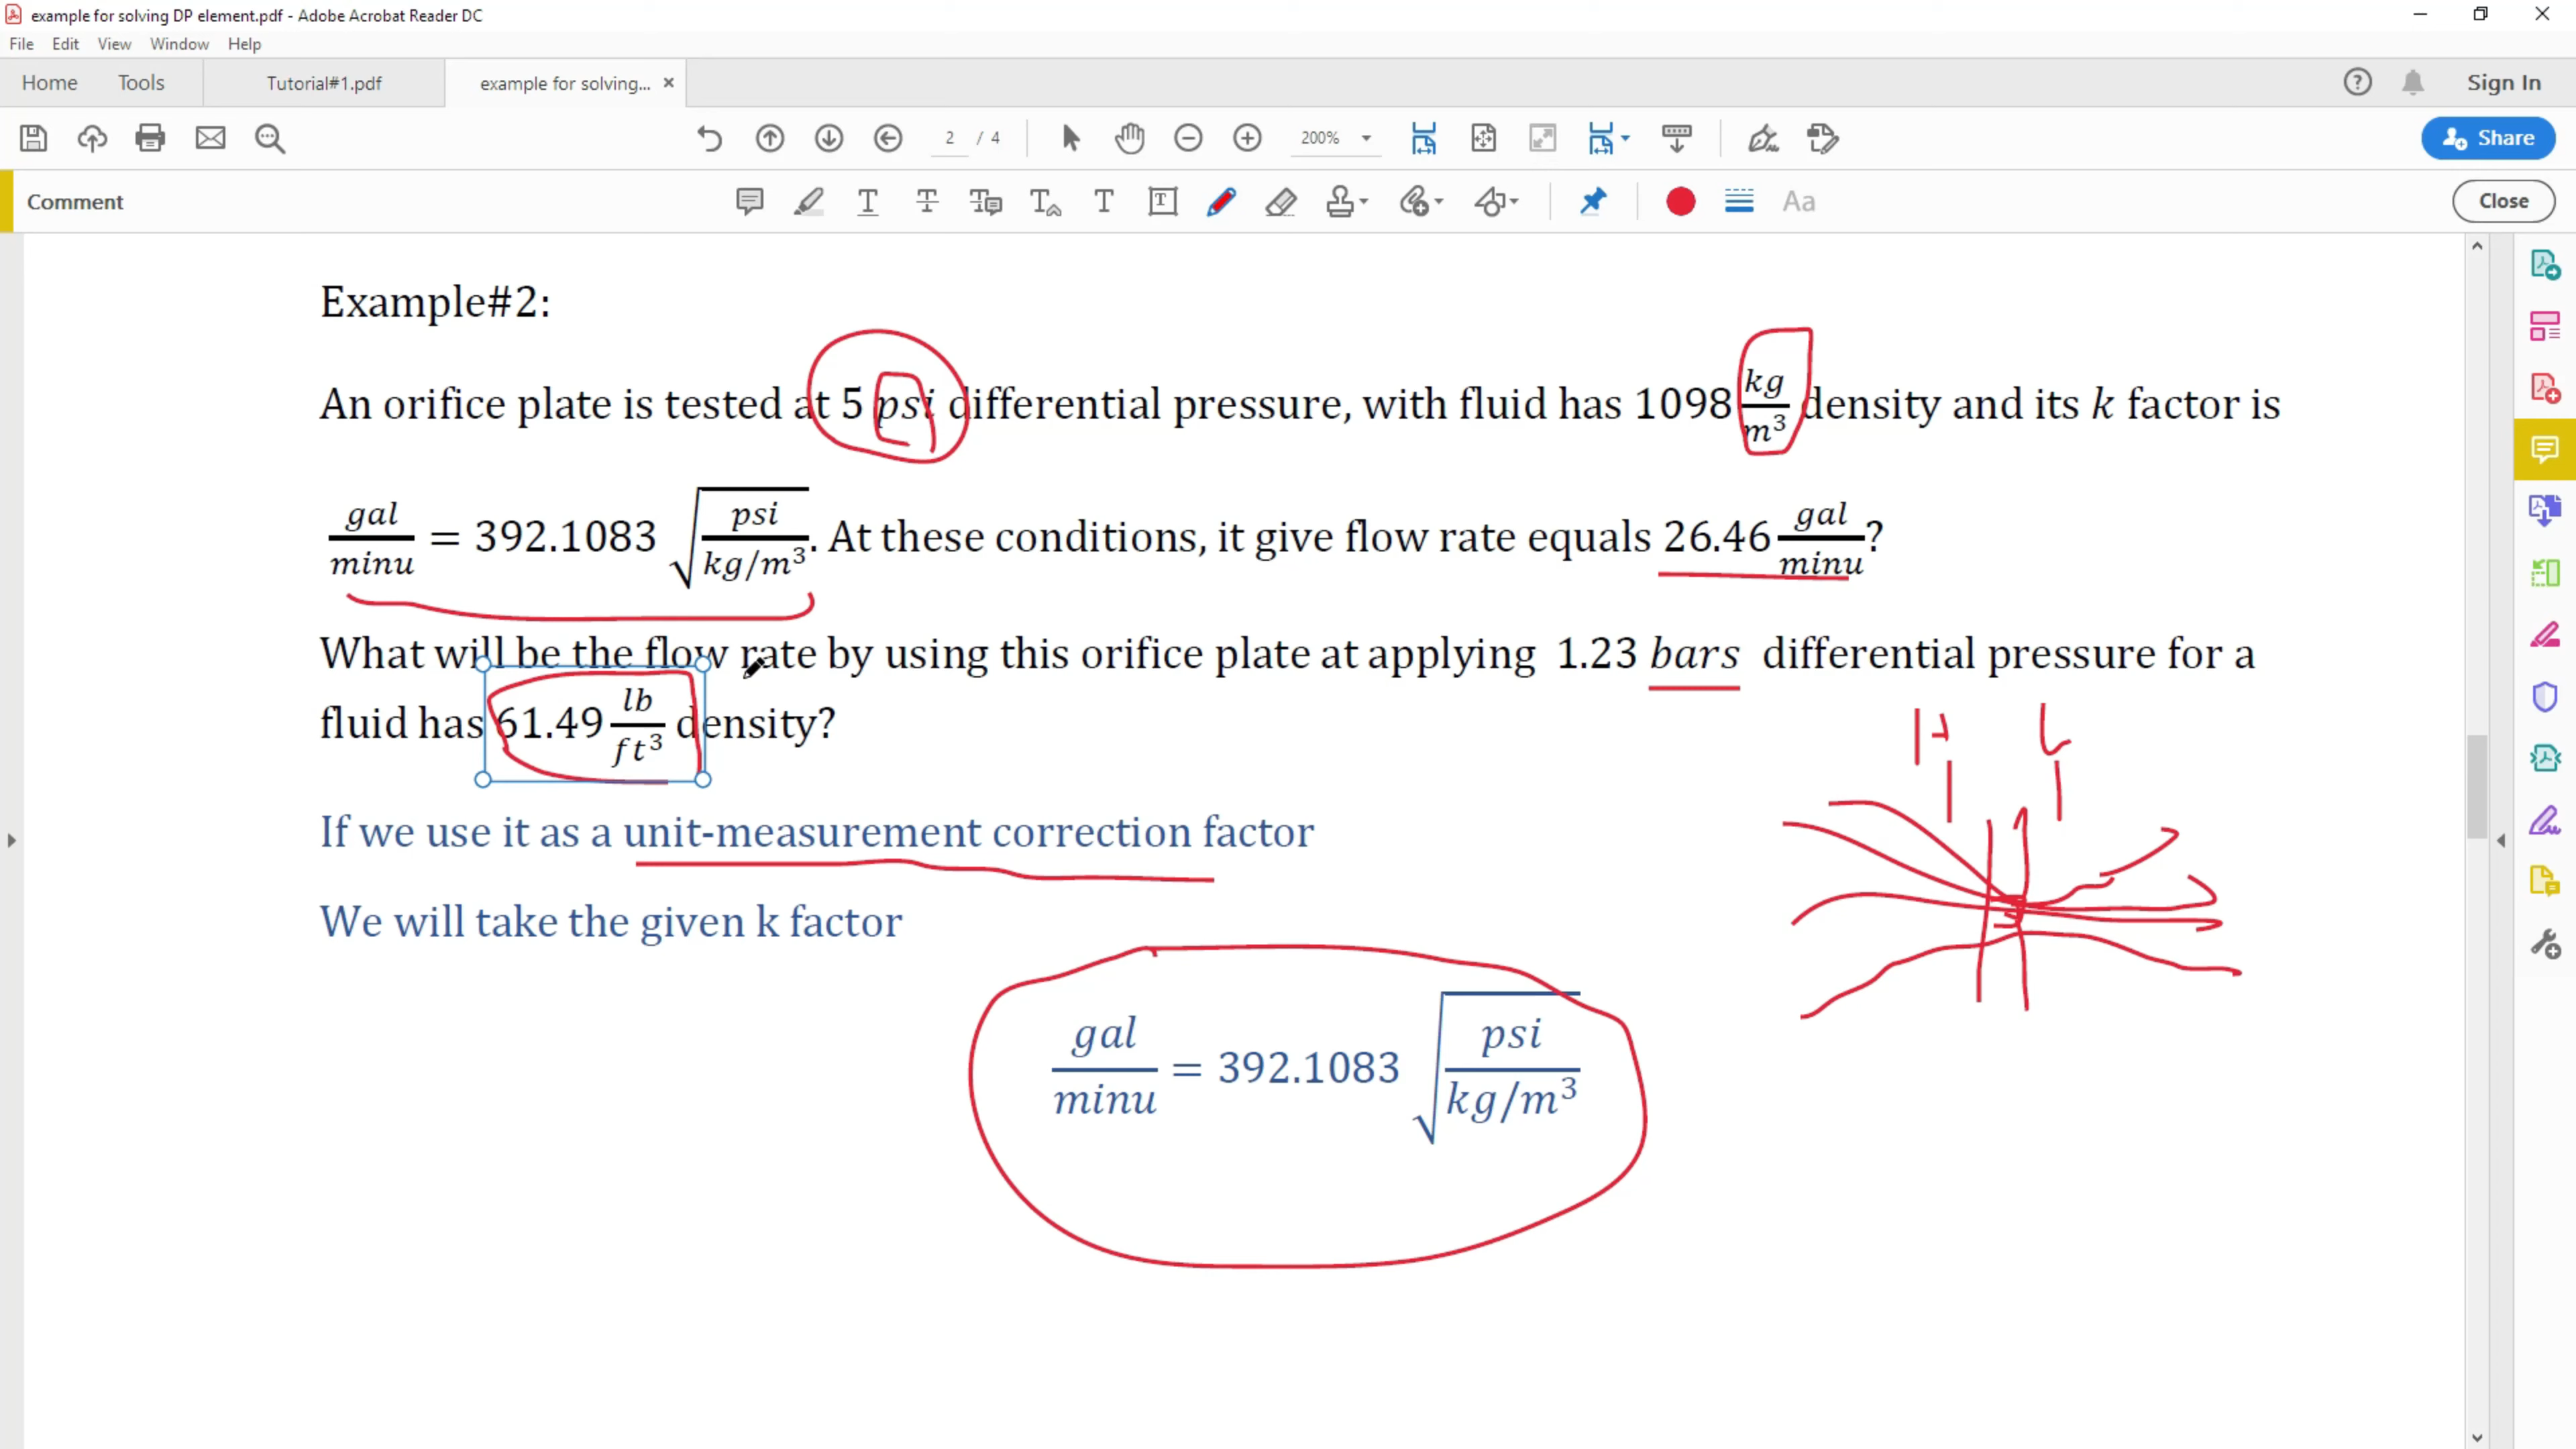 example for solving DP element.pdf - Adobe Acrobat Reader DC
File Edit View Window Help
Home Tools Tutorial#1.pdf example for solving... × Sign In
2 / 4 200% Share
Comment Aa Close
Example#2:
An orifice plate is tested at 5 psi differential pressure, with fluid has 1098 kg/m³ density and its k factor is
gal/minu = 392.1083 √(psi/(kg/m³)). At these conditions, it give flow rate equals 26.46 gal/minu?
What will be the flow rate by using this orifice plate at applying 1.23 bars differential pressure for a
fluid has 61.49 lb/ft³ density?
H L
If we use it as a unit-measurement correction factor
We will take the given k factor
gal/minu = 392.1083 √(psi/(kg/m³))